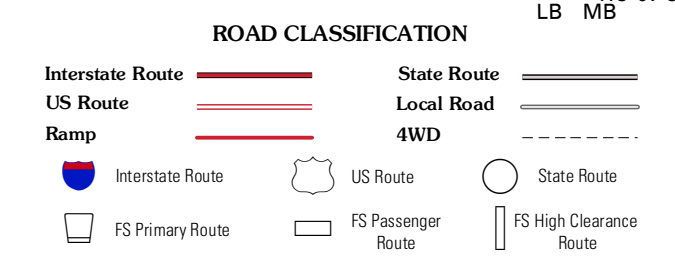 LB MB
ROAD CLASSIFICATION
Interstate Route State Route
US Route Local Road
Ramp 4WD
Interstate Route US Route State Route
FS Primary Route FS Passenger Route FS High Clearance Route